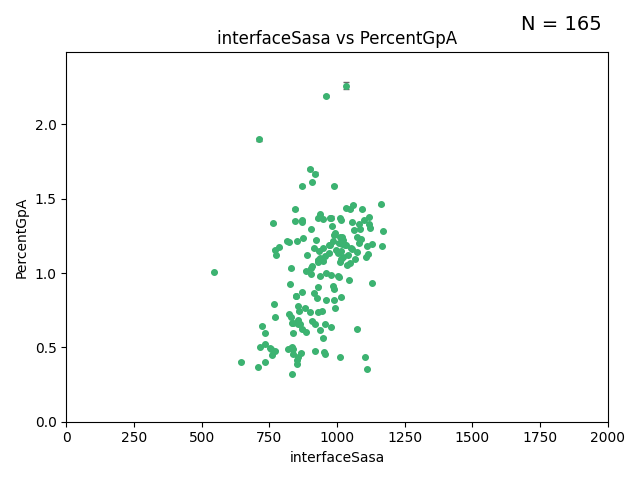 N = 165
interfaceSasa vs PercentGpA
PercentGpA
2.0
1.5
1.0
0.5
0.0
0 250 500 750 1000 1250 1500 1750 2000
interfaceSasa